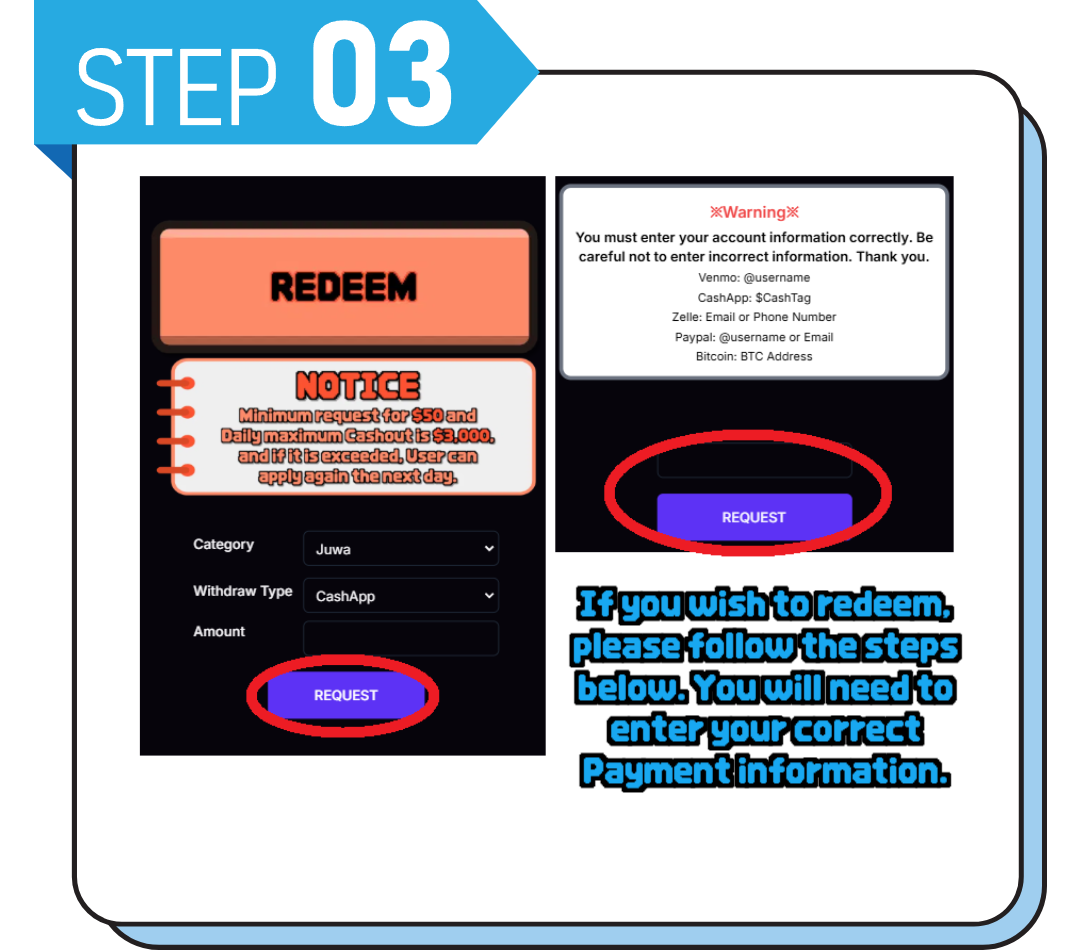 STEP 03
REDEEM
NOTICE
Minimum request for $50 and
Daily maximum Cashout is $3,000,
and if it is exceeded, User can
apply again the next day.
Category
Juwa
Withdraw Type
CashApp
Amount
REQUEST
※Warning※
You must enter your account information correctly. Be
careful not to enter incorrect information. Thank you.
Venmo: @username
CashApp: $CashTag
Zelle: Email or Phone Number
Paypal: @username or Email
Bitcoin: BTC Address
REQUEST
If you wish to redeem,
please follow the steps
below. You will need to
enter your correct
Payment information.